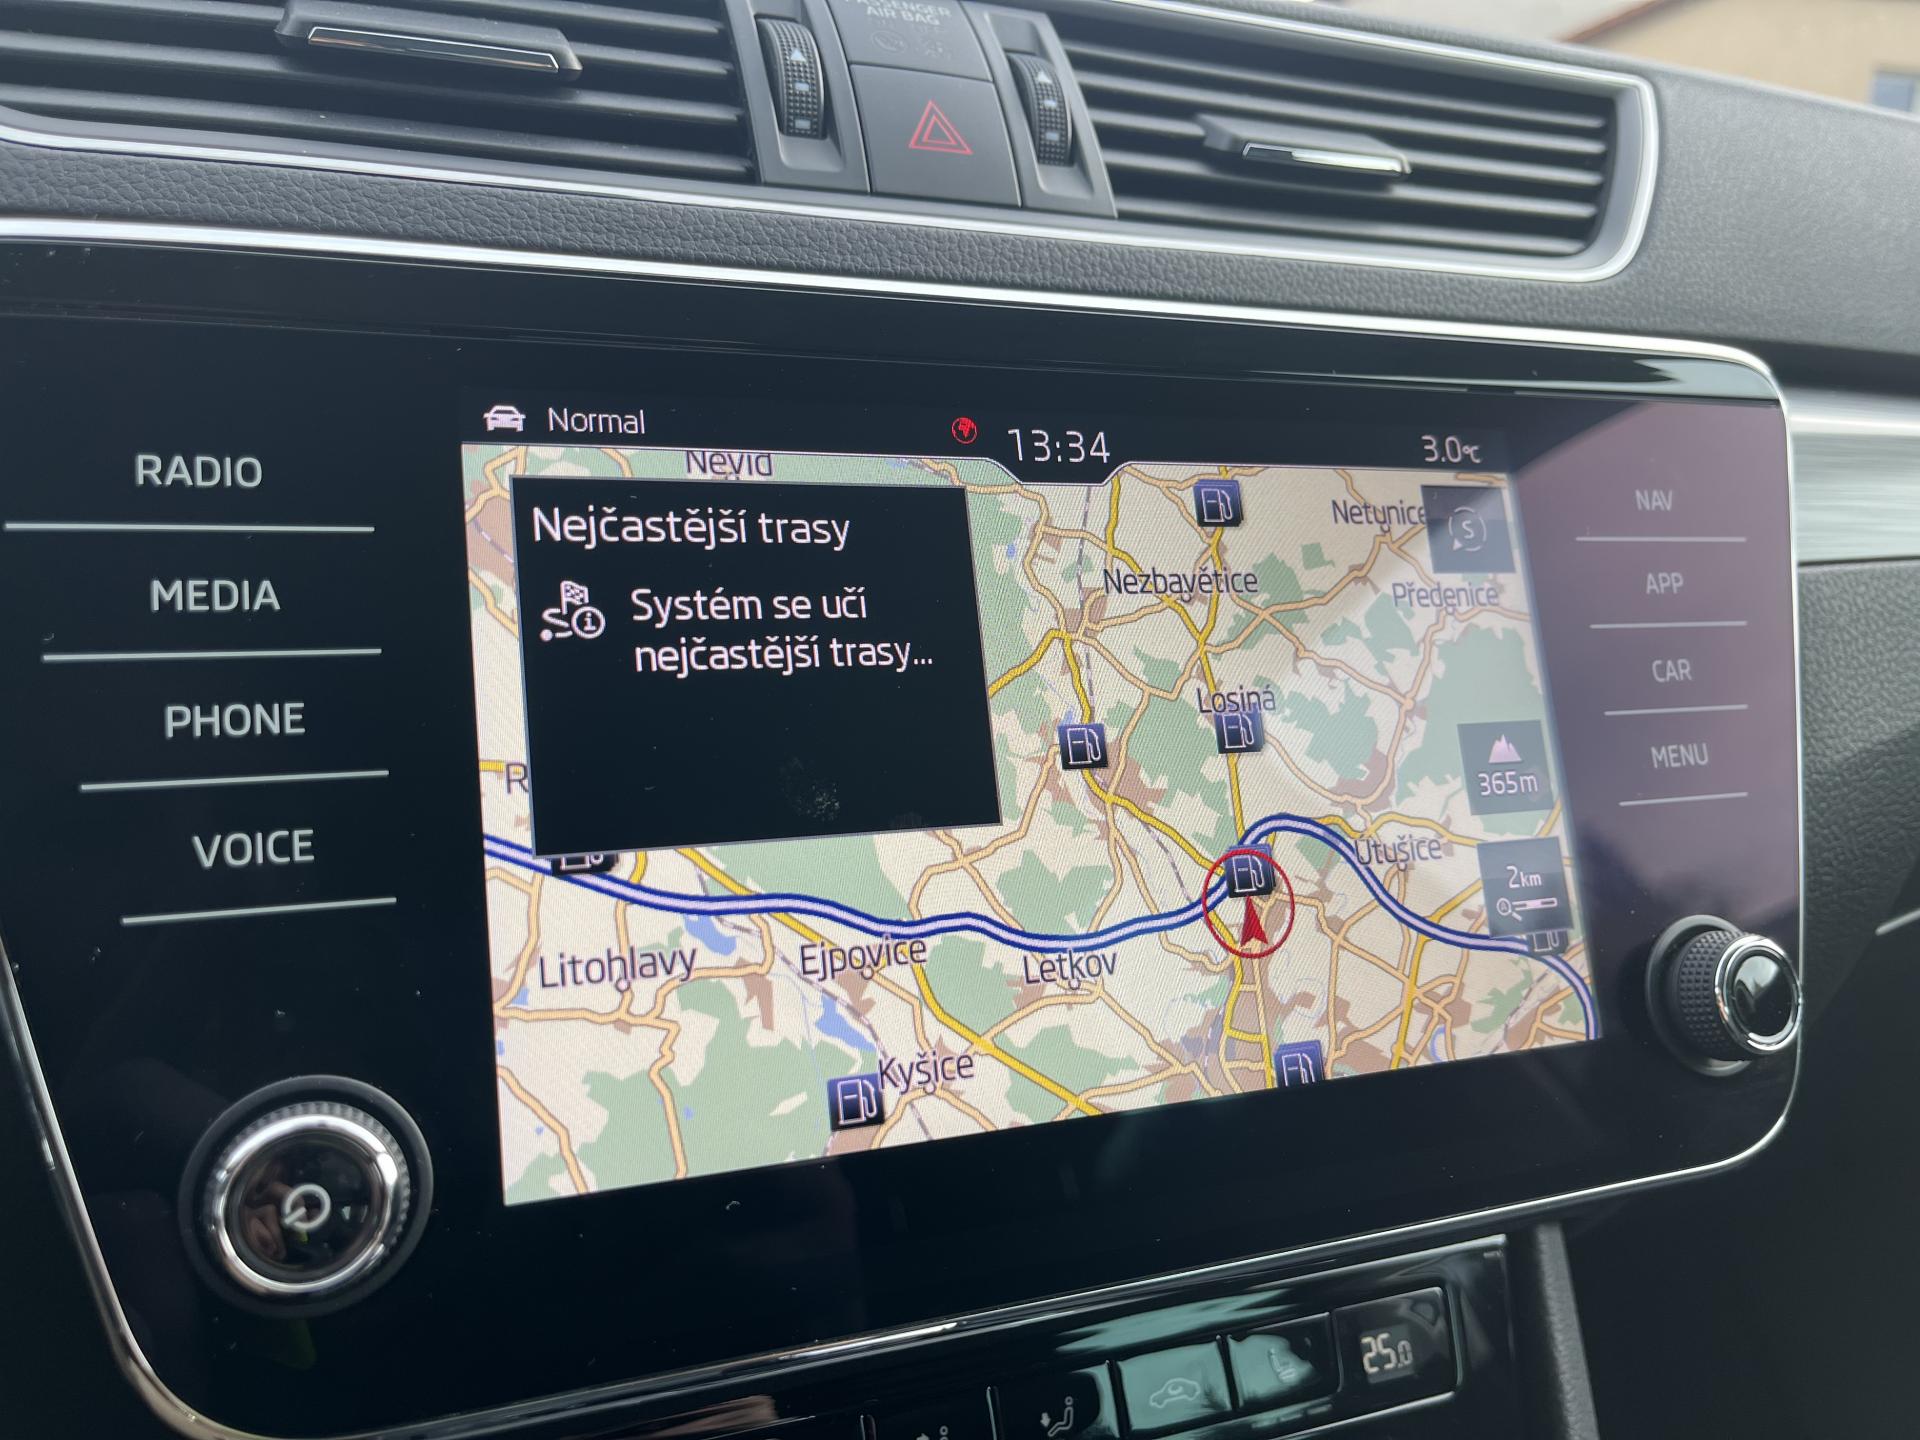 PASSENGER
AIR BAG
Normal
13:34
3.0°C
RADIO
MEDIA
PHONE
VOICE
NAV
APP
CAR
MENU
Nejčastější trasy
Systém se učí
nejčastější trasy...
Nevid
Netunice
S
Nezbavětice
Předenice
Losiná
365m
R
Útušice
2km
A
Litohlavy
Ejpovice
Letkov
Kyšice
25.0